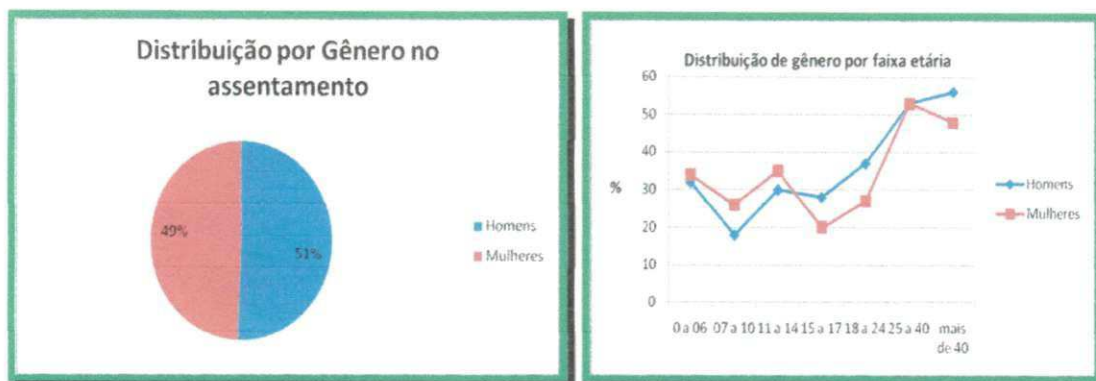 Distribuição por Gênero no
assentamento
49%
51%
Homens
Mulheres
Distribuição de gênero por faixa etária
60
50
40
%
30
20
10
0
Homens
Mulheres
0 a 06 07 a 10 11 a 14 15 a 17 18 a 24 25 a 40 mais
de 40